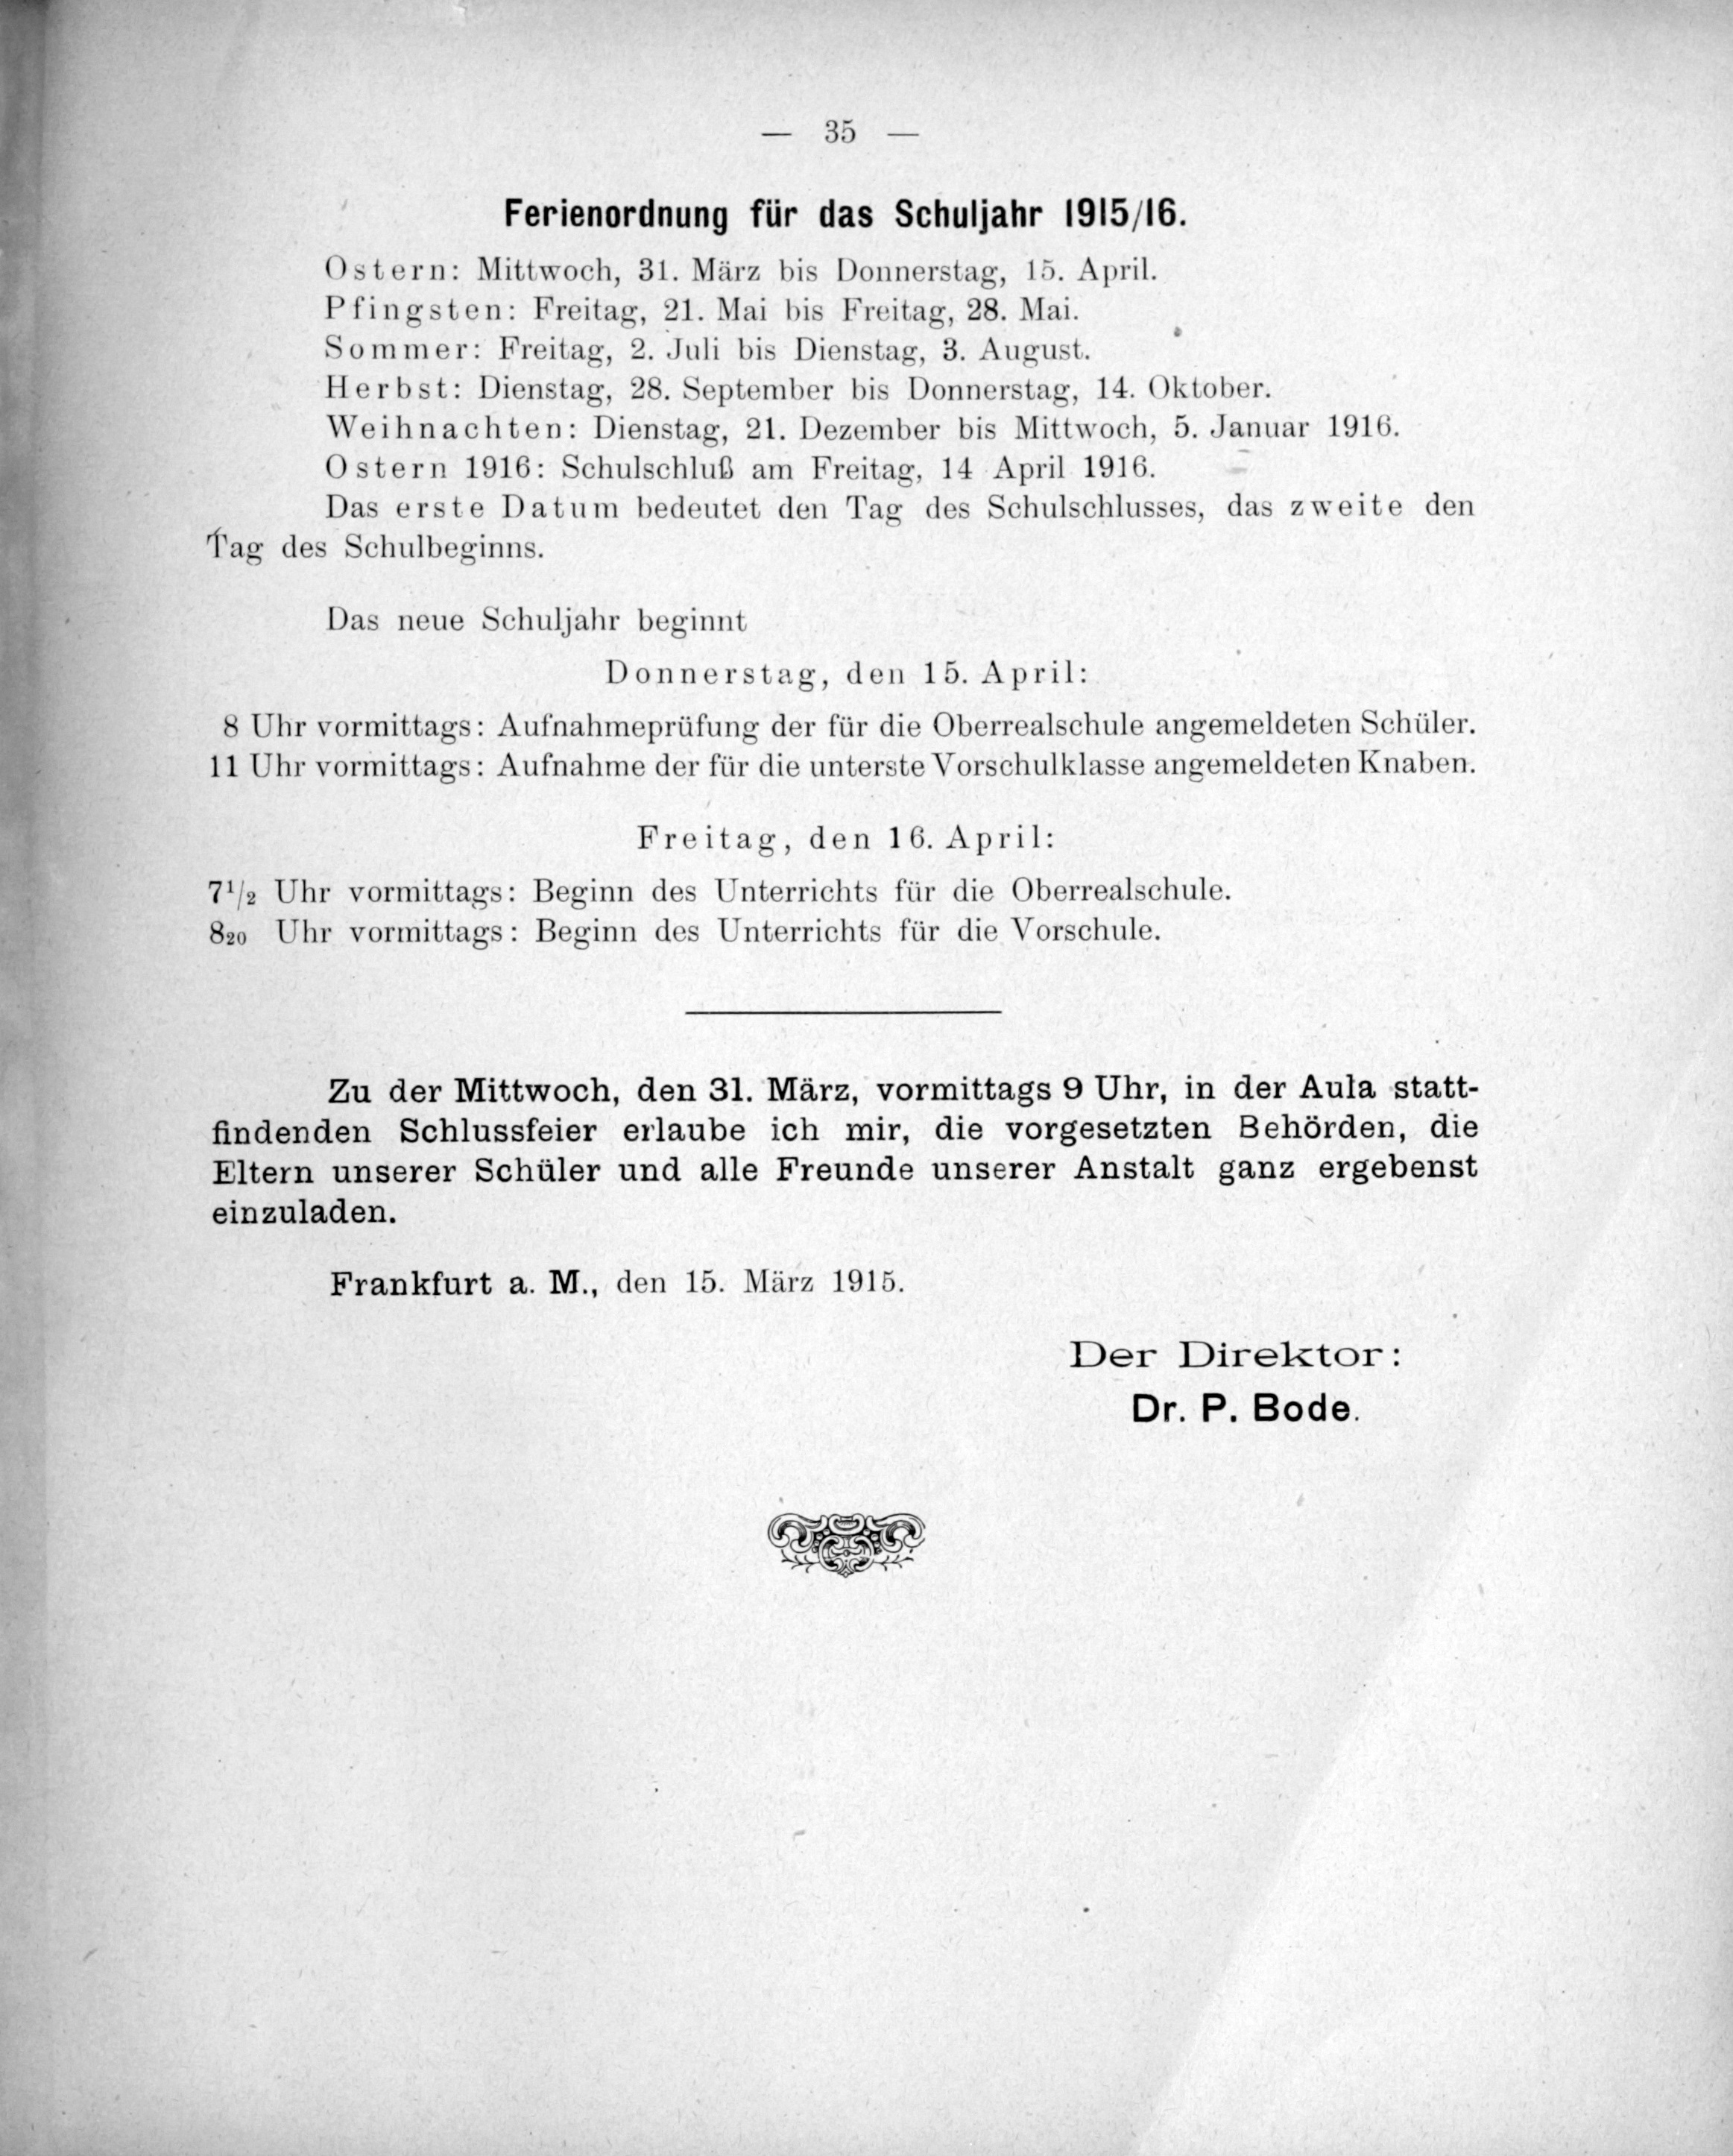 — 35 —
Ferienordnung für das Schuljahr 1915/16.
Ostern: Mittwoch, 31. März bis Donnerstag, 15. April.
Pfingsten: Freitag, 21. Mai bis Freitag, 28. Mai.
Sommer: Freitag, 2. Juli bis Dienstag, 3. August.
Herbst: Dienstag, 28. September bis Donnerstag, 14. Oktober.
Weihnachten: Dienstag, 21. Dezember bis Mittwoch, 5. Januar 1916.
Ostern 1916: Schulschluß am Freitag, 14 April 1916.
Das erste Datum bedeutet den Tag des Schulschlusses, das zweite den
Tag des Schulbeginns.
Das neue Schuljahr beginnt
Donnerstag, den 15. April:
8 Uhr vormittags: Aufnahmeprüfung der für die Oberrealschule angemeldeten Schüler.
11 Uhr vormittags: Aufnahme der für die unterste Vorschulklasse angemeldeten Knaben.
Freitag, den 16. April:
7¹/₂ Uhr vormittags: Beginn des Unterrichts für die Oberrealschule.
8₂₀ Uhr vormittags: Beginn des Unterrichts für die Vorschule.
Zu der Mittwoch, den 31. März, vormittags 9 Uhr, in der Aula statt-
findenden Schlussfeier erlaube ich mir, die vorgesetzten Behörden, die
Eltern unserer Schüler und alle Freunde unserer Anstalt ganz ergebenst
einzuladen.
Frankfurt a. M., den 15. März 1915.
Der Direktor:
Dr. P. Bode.